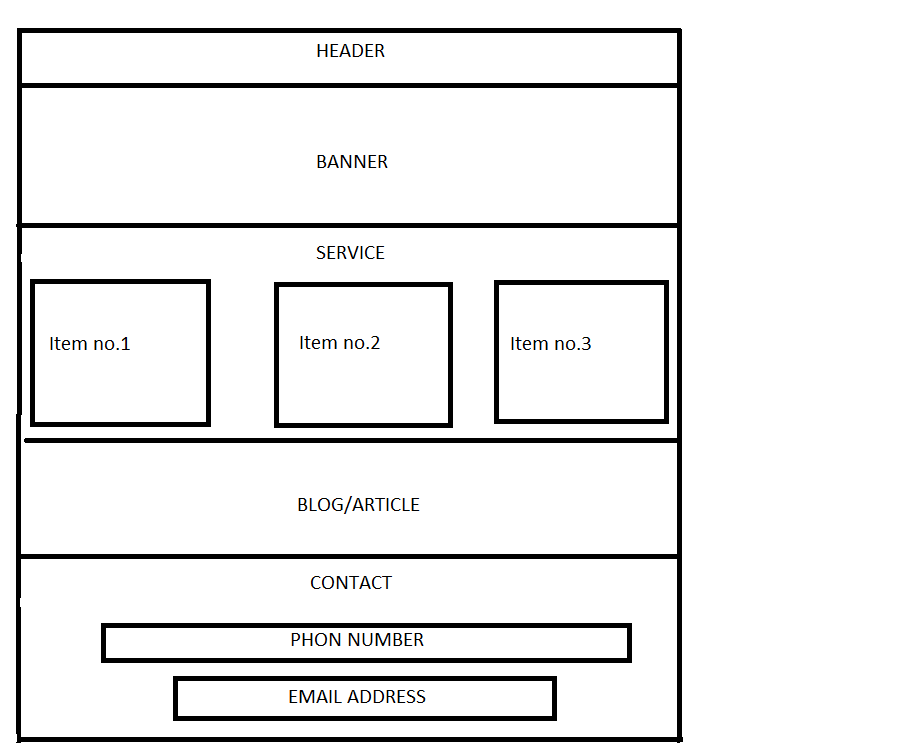 HEADER
BANNER
SERVICE
Item no.1
Item no.2
Item no.3
BLOG/ARTICLE
CONTACT
PHON NUMBER
EMAIL ADDRESS